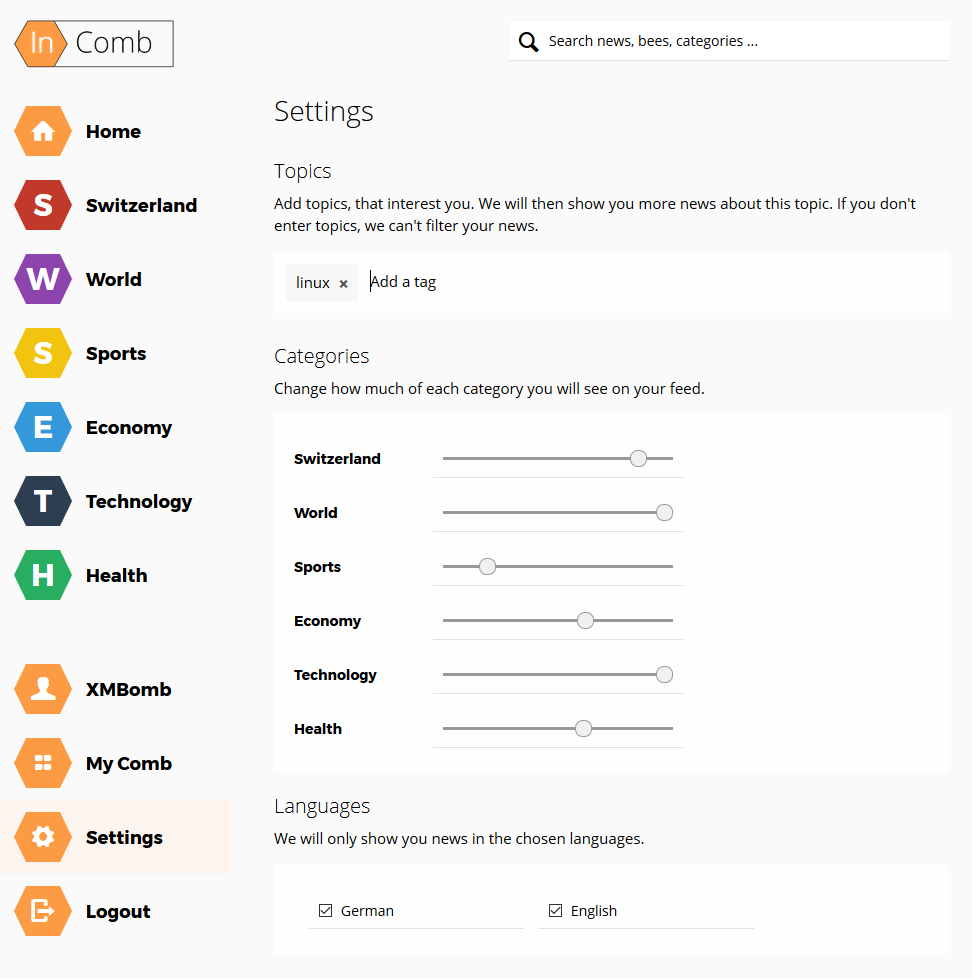 In Comb
Search news, bees, categories ...
Home
S Switzerland
W World
S Sports
E Economy
T Technology
H Health
XMBomb
My Comb
Settings
Logout
Settings
Topics
Add topics, that interest you. We will then show you more news about this topic. If you don't
enter topics, we can't filter your news.
linux × Add a tag
Categories
Change how much of each category you will see on your feed.
Switzerland
World
Sports
Economy
Technology
Health
Languages
We will only show you news in the chosen languages.
German English